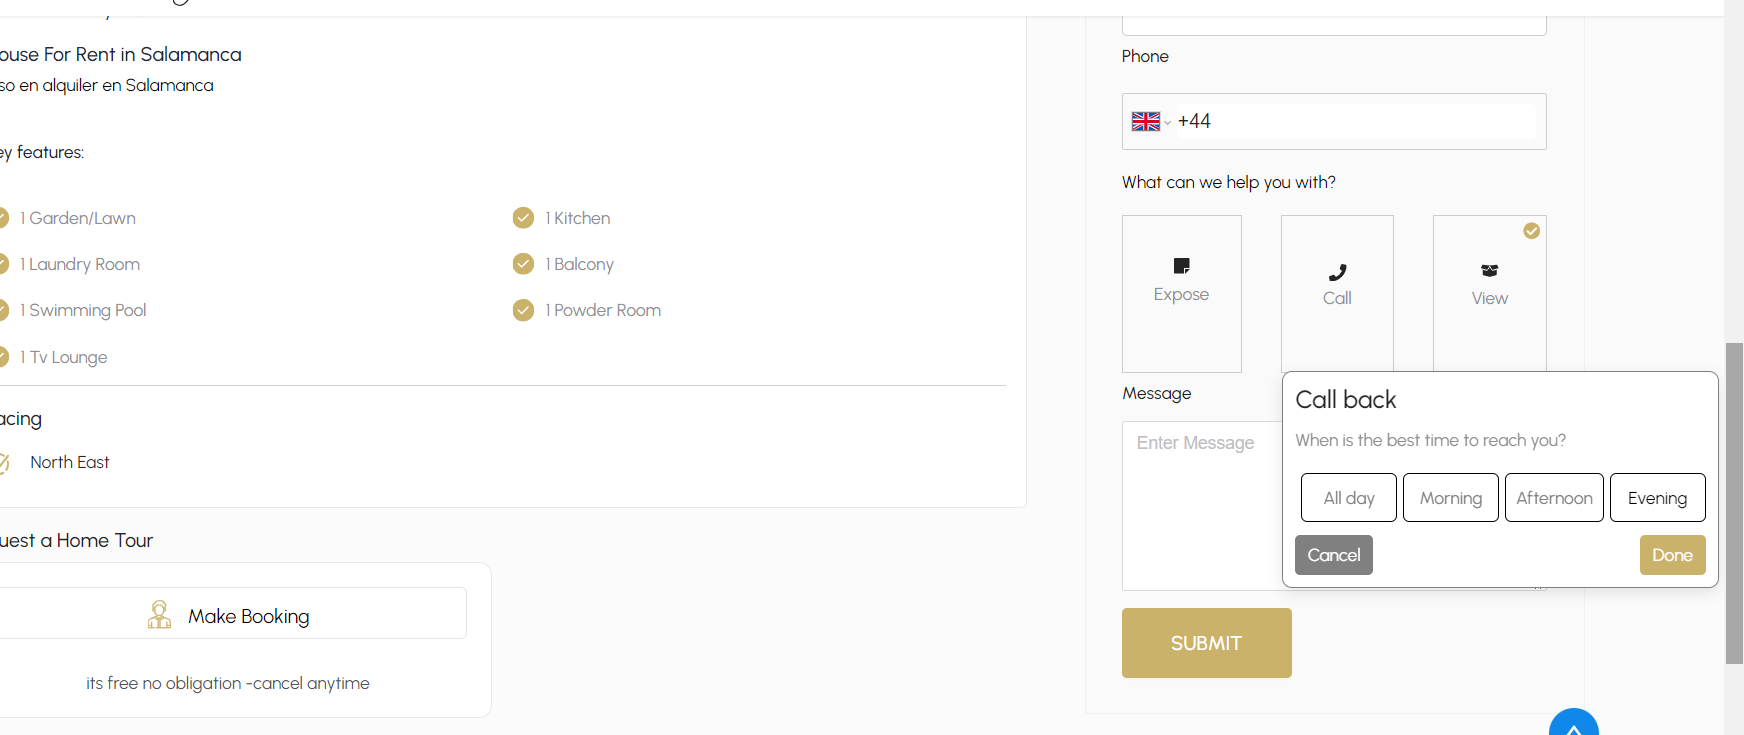 ouse For Rent in Salamanca
so en alquiler en Salamanca
ey features:
1 Garden/Lawn
1 Kitchen
1 Laundry Room
1 Balcony
1 Swimming Pool
1 Powder Room
1 Tv Lounge
acing
North East
uest a Home Tour
Make Booking
its free no obligation -cancel anytime
Phone
+44
What can we help you with?
Expose
Call
View
Message
Enter Message
Call back
When is the best time to reach you?
All day
Morning
Afternoon
Evening
Cancel
Done
SUBMIT